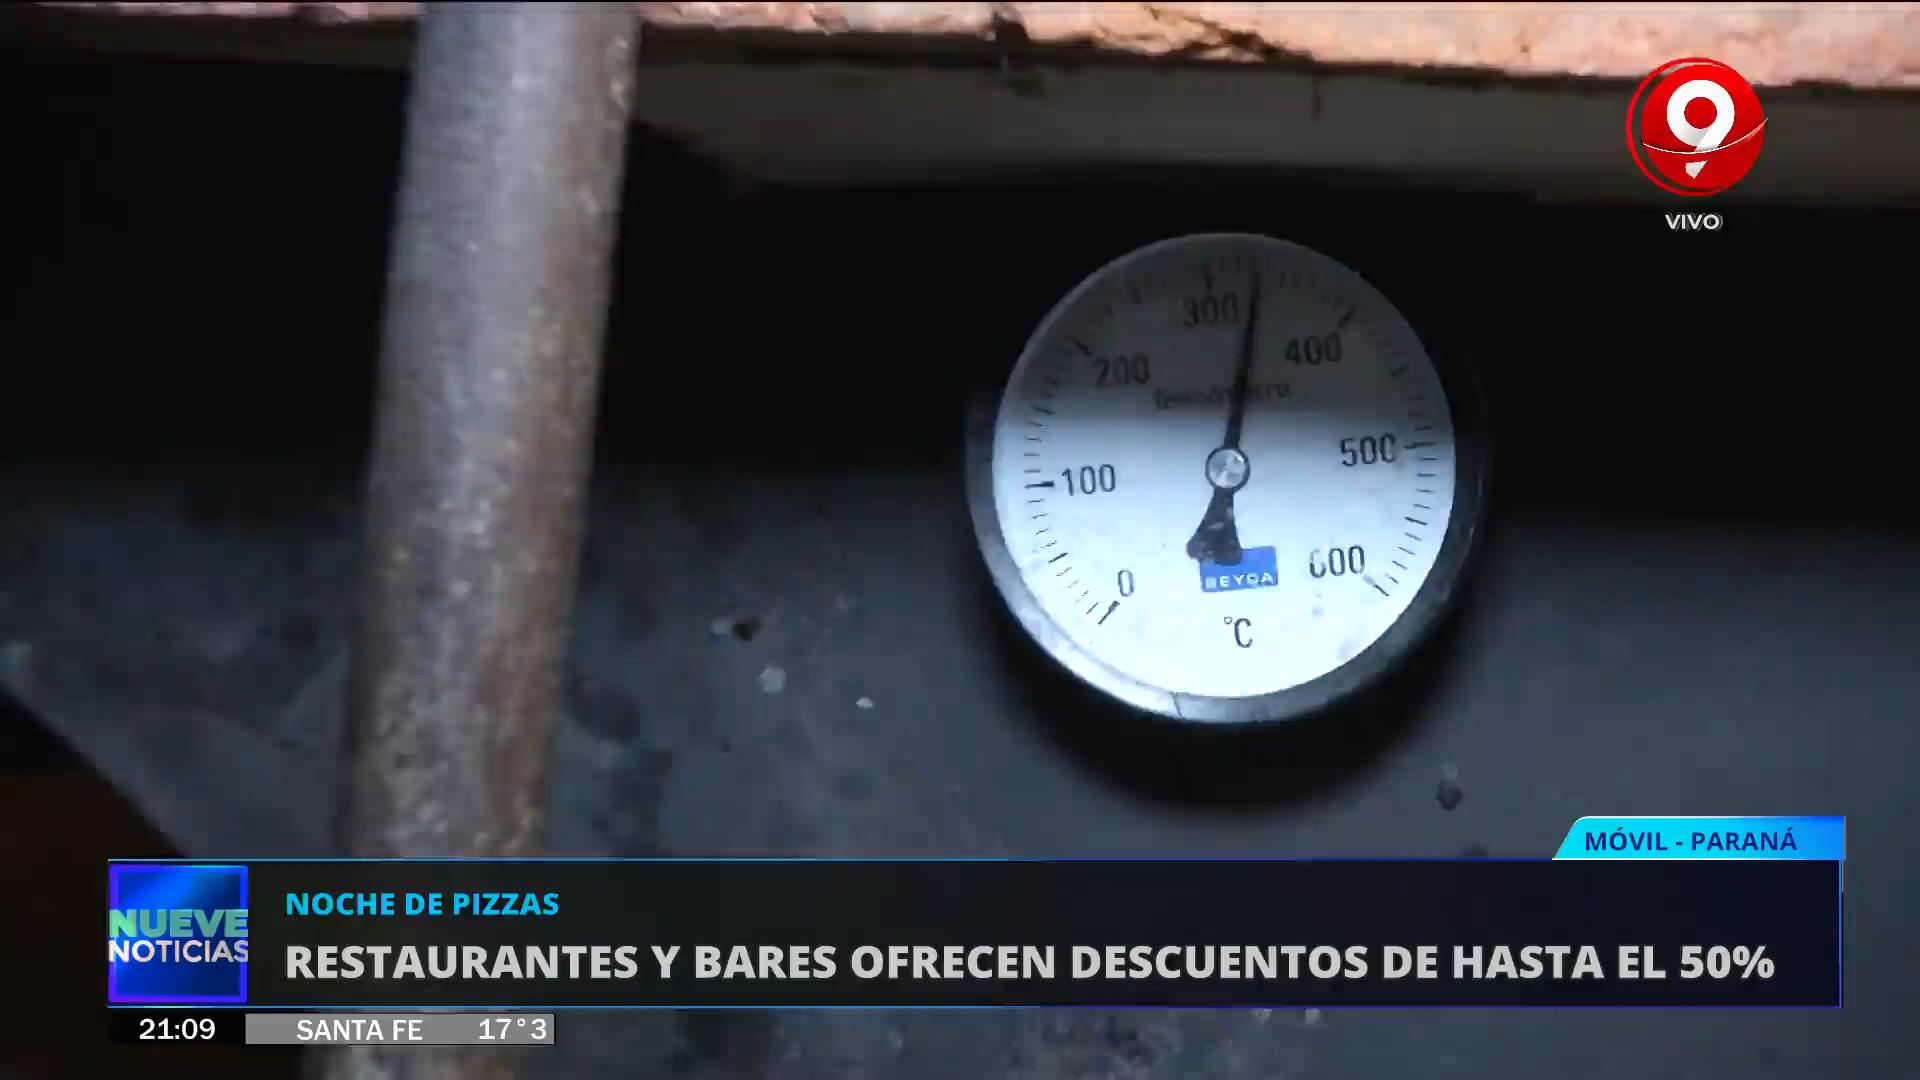 9
VIVO
300
200
400
termómetro
100
500
0
600
BEYCA
°C
MÓVIL - PARANÁ
NUEVE
NOTICIAS
NOCHE DE PIZZAS
RESTAURANTES Y BARES OFRECEN DESCUENTOS DE HASTA EL 50%
21:09
SANTA FE
17°3